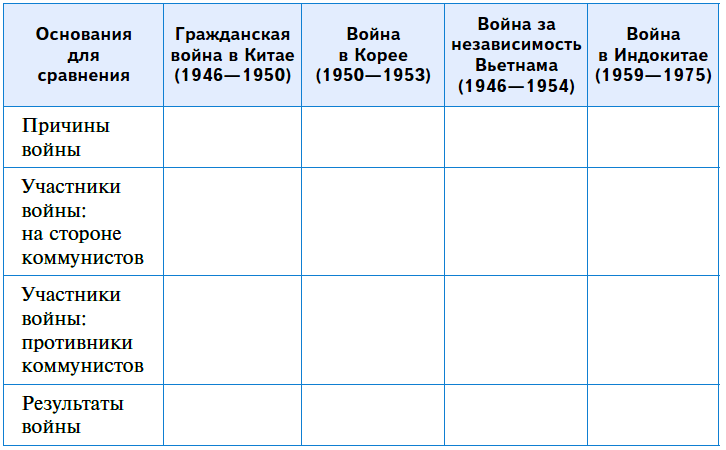 Основания
для
сравнения
Гражданская
война в Китае
(1946—1950)
Война
в Корее
(1950—1953)
Война за
независимость
Вьетнама
(1946—1954)
Война
в Индокитае
(1959—1975)
Причины
войны
Участники
войны:
на стороне
коммунистов
Участники
войны:
противники
коммунистов
Результаты
войны